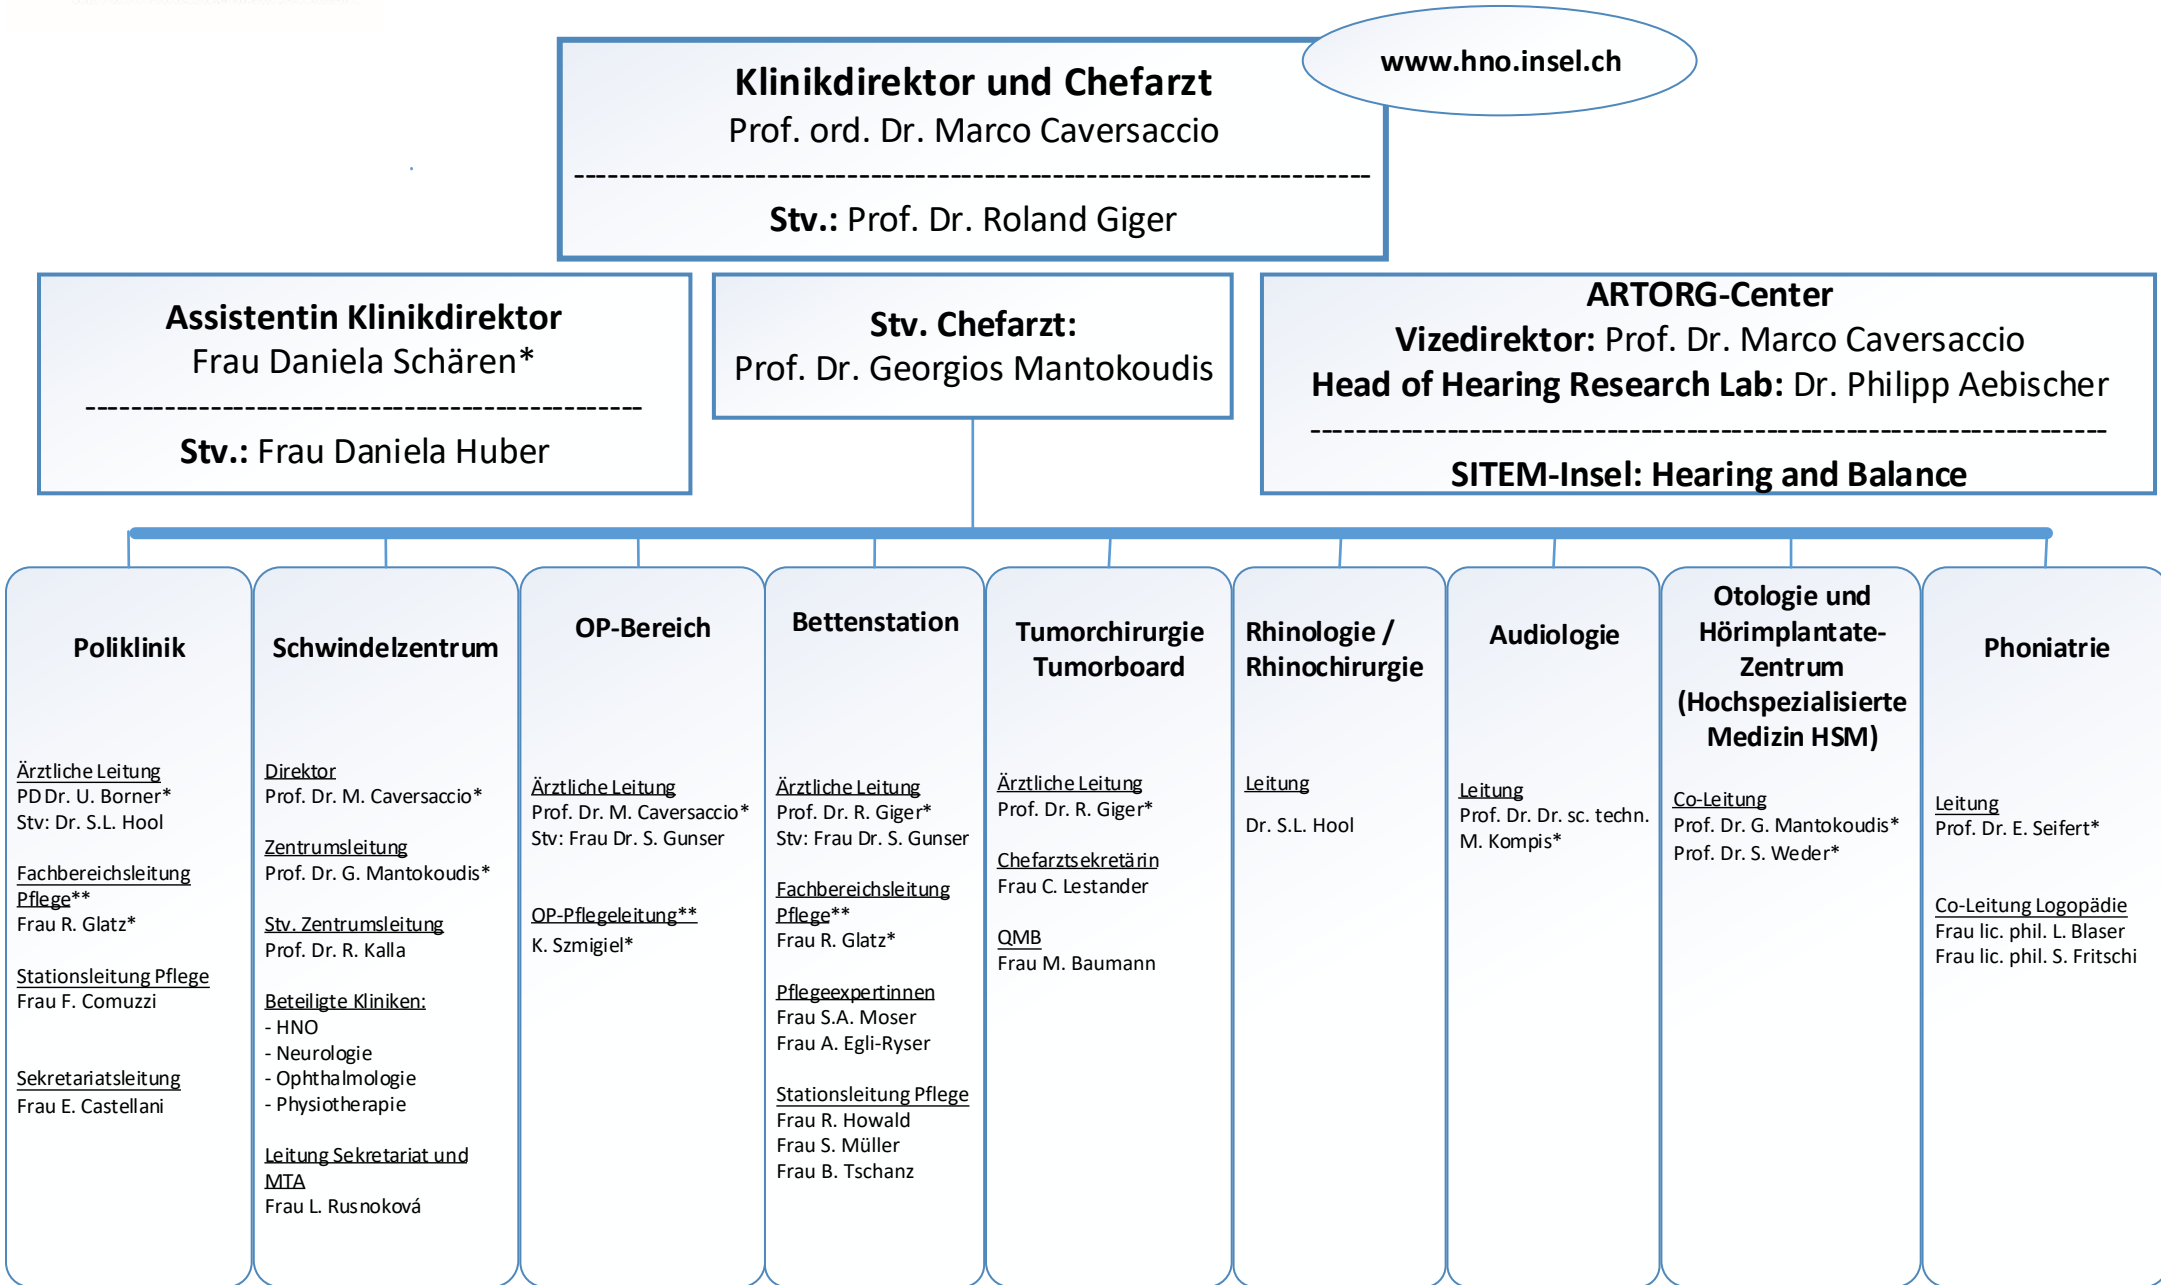 www.hno.insel.ch
Klinikdirektor und Chefarzt
Prof. ord. Dr. Marco Caversaccio
Stv.: Prof. Dr. Roland Giger
Assistentin Klinikdirektor
Frau Daniela Schären*
Stv.: Frau Daniela Huber
Stv. Chefarzt:
Prof. Dr. Georgios Mantokoudis
ARTORG-Center
Vizedirektor: Prof. Dr. Marco Caversaccio
Head of Hearing Research Lab: Dr. Philipp Aebischer
SITEM-Insel: Hearing and Balance
Poliklinik
Ärztliche Leitung
PD Dr. U. Borner*
Stv: Dr. S.L. Hool
Fachbereichsleitung
Pflege**
Frau R. Glatz*
Stationsleitung Pflege
Frau F. Comuzzi
Sekretariatsleitung
Frau E. Castellani
Schwindelzentrum
Direktor
Prof. Dr. M. Caversaccio*
Zentrumsleitung
Prof. Dr. G. Mantokoudis*
Stv. Zentrumsleitung
Prof. Dr. R. Kalla
Beteiligte Kliniken:
- HNO
- Neurologie
- Ophthalmologie
- Physiotherapie
Leitung Sekretariat und
MTA
Frau L. Rusnoková
OP-Bereich
Ärztliche Leitung
Prof. Dr. M. Caversaccio*
Stv: Frau Dr. S. Gunser
OP-Pflegeleitung**
K. Szmigiel*
Bettenstation
Ärztliche Leitung
Prof. Dr. R. Giger*
Stv: Frau Dr. S. Gunser
Fachbereichsleitung
Pflege**
Frau R. Glatz*
Pflegeexpertinnen
Frau S.A. Moser
Frau A. Egli-Ryser
Stationsleitung Pflege
Frau R. Howald
Frau S. Müller
Frau B. Tschanz
Tumorchirurgie
Tumorboard
Ärztliche Leitung
Prof. Dr. R. Giger*
Chefarztsekretärin
Frau C. Lestander
QMB
Frau M. Baumann
Rhinologie /
Rhinochirurgie
Leitung
Dr. S.L. Hool
Audiologie
Leitung
Prof. Dr. Dr. sc. techn.
M. Kompis*
Otologie und
Hörimplantate-
Zentrum
(Hochspezialisierte
Medizin HSM)
Co-Leitung
Prof. Dr. G. Mantokoudis*
Prof. Dr. S. Weder*
Phoniatrie
Leitung
Prof. Dr. E. Seifert*
Co-Leitung Logopädie
Frau lic. phil. L. Blaser
Frau lic. phil. S. Fritschi